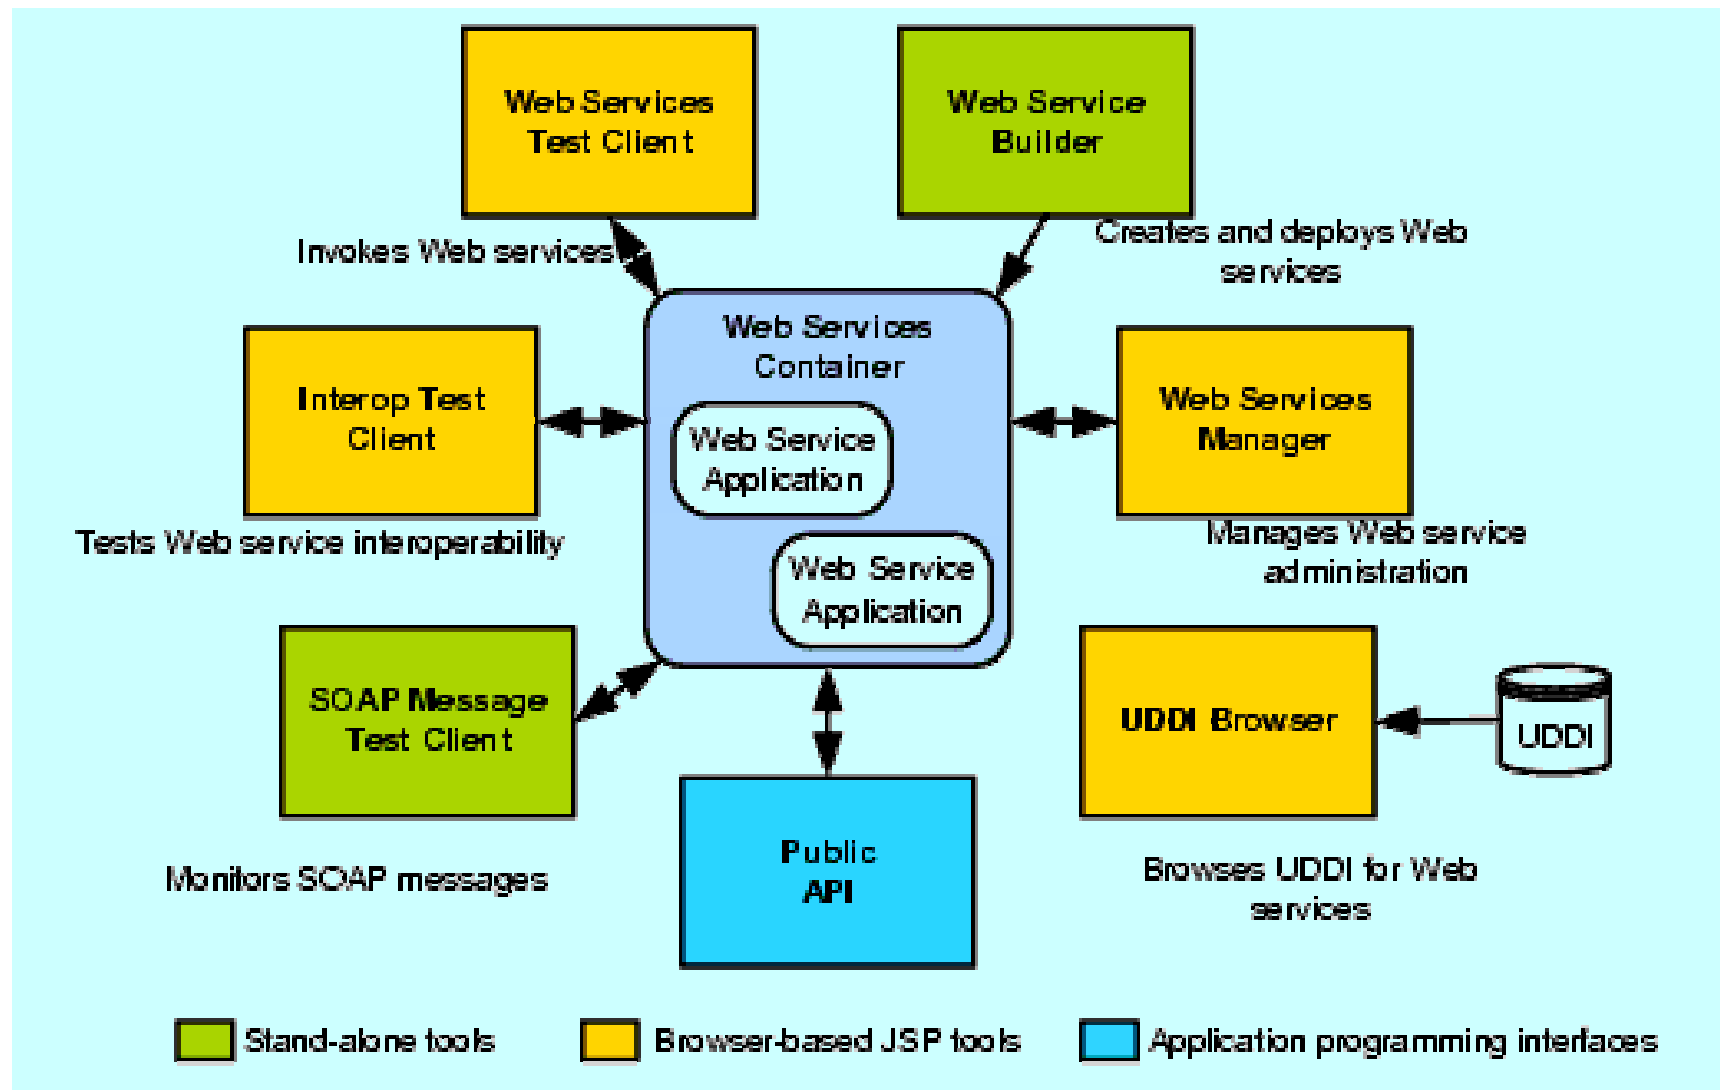 Web Services
Test Client
Web Service
Builder
Invokes Web services
Creates and deploys Web
services
Web Services
Container
Interop Test
Client
Web Services
Manager
Web Service
Application
Tests Web service interoperability
Manages Web service
administration
Web Service
Application
SOAP Message
Test Client
UDDI Browser
UDDI
Monitors SOAP messages
Public
API
Browses UDDI for Web
services
Stand-alone tools
Browser-based JSP tools
Application programming interfaces